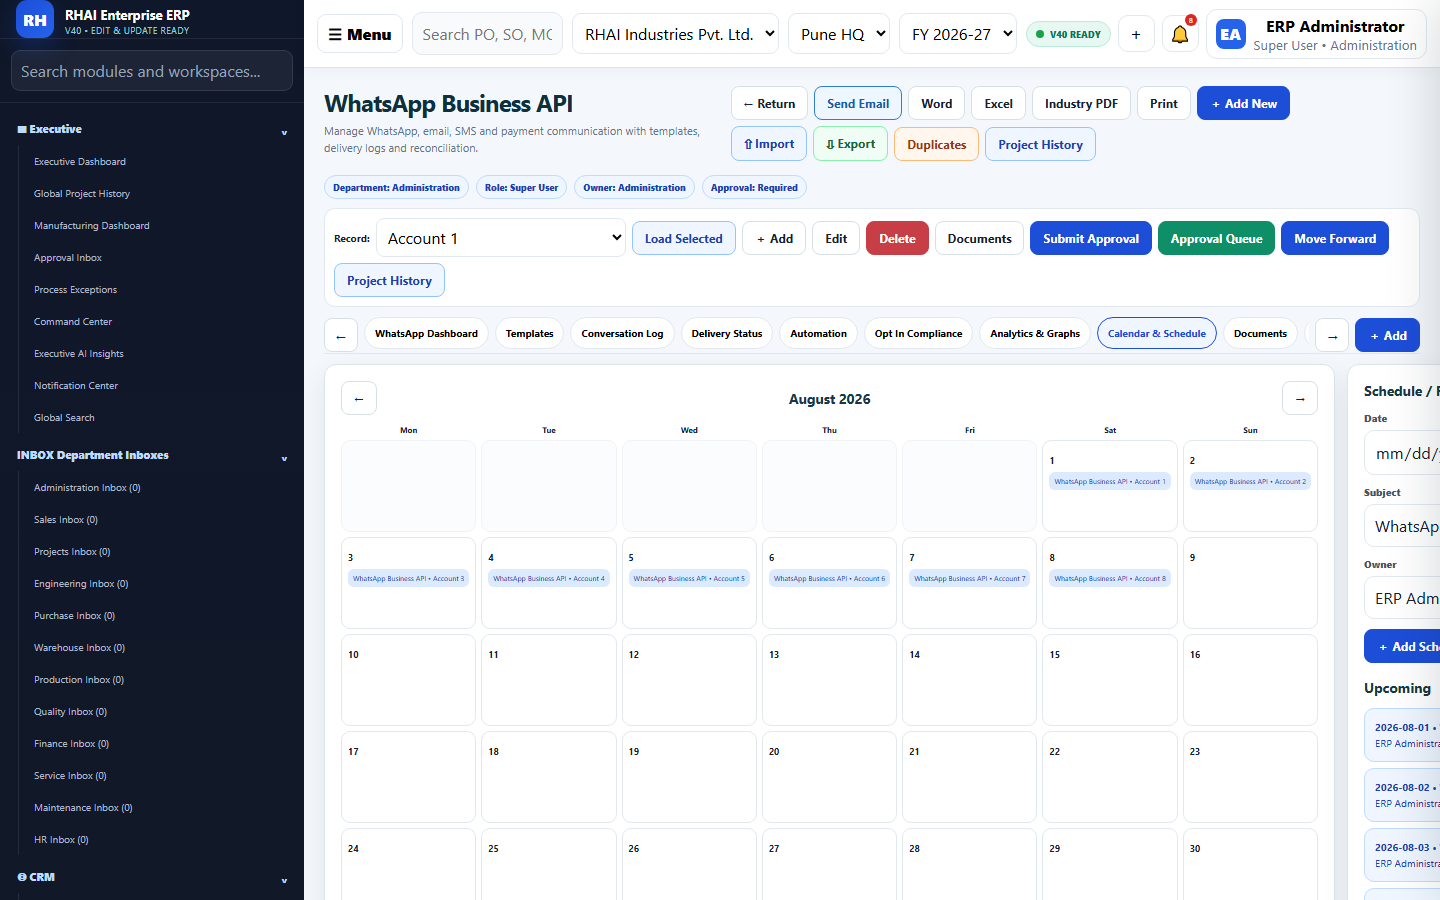 RH
RHAI Enterprise ERP
V40 • EDIT & UPDATE READY
Search modules and workspaces...
Executive
Executive Dashboard
Global Project History
Manufacturing Dashboard
Approval Inbox
Process Exceptions
Command Center
Executive AI Insights
Notification Center
Global Search
INBOX Department Inboxes
Administration Inbox (0)
Sales Inbox (0)
Projects Inbox (0)
Engineering Inbox (0)
Purchase Inbox (0)
Warehouse Inbox (0)
Production Inbox (0)
Quality Inbox (0)
Finance Inbox (0)
Service Inbox (0)
Maintenance Inbox (0)
HR Inbox (0)
CRM
☰ Menu
Search PO, SO, MC
RHAI Industries Pvt. Ltd.
Pune HQ
FY 2026-27
V40 READY
+
8
EA
ERP Administrator
Super User • Administration
WhatsApp Business API
Manage WhatsApp, email, SMS and payment communication with templates,
delivery logs and reconciliation.
← Return
Send Email
Word
Excel
Industry PDF
Print
+ Add New
⇧ Import
⇩ Export
Duplicates
Project History
Department: Administration
Role: Super User
Owner: Administration
Approval: Required
Record:
Account 1
Load Selected
+ Add
Edit
Delete
Documents
Submit Approval
Approval Queue
Move Forward
Project History
←
WhatsApp Dashboard
Templates
Conversation Log
Delivery Status
Automation
Opt In Compliance
Analytics & Graphs
Calendar & Schedule
Documents
→
+ Add
←
August 2026
→
Mon Tue Wed Thu Fri Sat Sun
1 2
WhatsApp Business API • Account 1
WhatsApp Business API • Account 2
3 4 5 6 7 8 9
WhatsApp Business API • Account 3
WhatsApp Business API • Account 4
WhatsApp Business API • Account 5
WhatsApp Business API • Account 6
WhatsApp Business API • Account 7
WhatsApp Business API • Account 8
10 11 12 13 14 15 16
17 18 19 20 21 22 23
24 25 26 27 28 29 30
Schedule / 
Date
mm/dd/
Subject
WhatsAp
Owner
ERP Adm
+ Add Sch
Upcoming
2026-08-01 •
ERP Administra
2026-08-02 •
ERP Administra
2026-08-03 •
ERP Administra